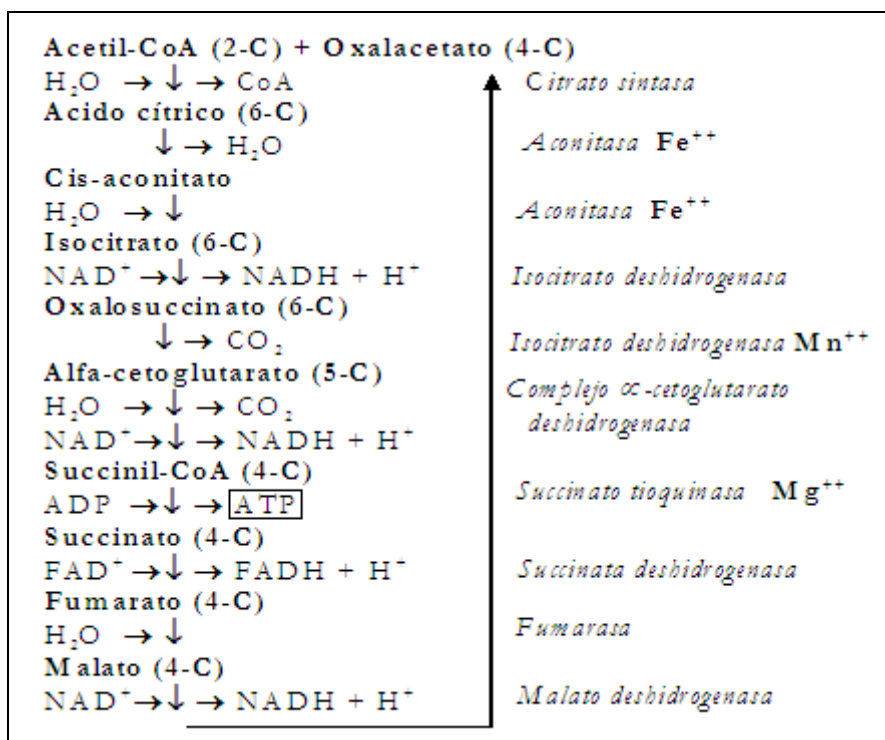 Acetil-CoA (2-C) + Oxalacetato (4-C)
H₂O → ↓ → CoA Citrato sintasa
Acido cítrico (6-C)
↓ → H₂O Aconitasa Fe⁺⁺
Cis-aconitato
H₂O → ↓ Aconitasa Fe⁺⁺
Isocitrato (6-C)
NAD⁺→↓ → NADH + H⁺ Isocitrato deshidrogenasa
Oxalosuccinato (6-C)
↓ → CO₂ Isocitrato deshidrogenasa Mn⁺⁺
Alfa-cetoglutarato (5-C)
H₂O → ↓ → CO₂ Complejo ∝-cetoglutarato
NAD⁺→↓ → NADH + H⁺ deshidrogenasa
Succinil-CoA (4-C)
ADP →↓ → ATP Succinato tioquinasa Mg⁺⁺
Succinato (4-C)
FAD⁺→↓ → FADH + H⁺ Succinata deshidrogenasa
Fumarato (4-C)
H₂O → ↓ Fumarasa
Malato (4-C)
NAD⁺→↓ → NADH + H⁺ Malato deshidrogenasa